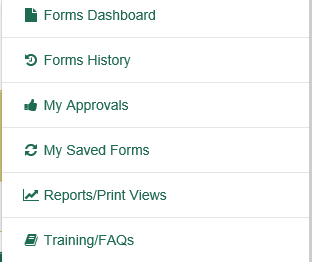 Forms Dashboard
Forms History
My Approvals
My Saved Forms
Reports/Print Views
Training/FAQs